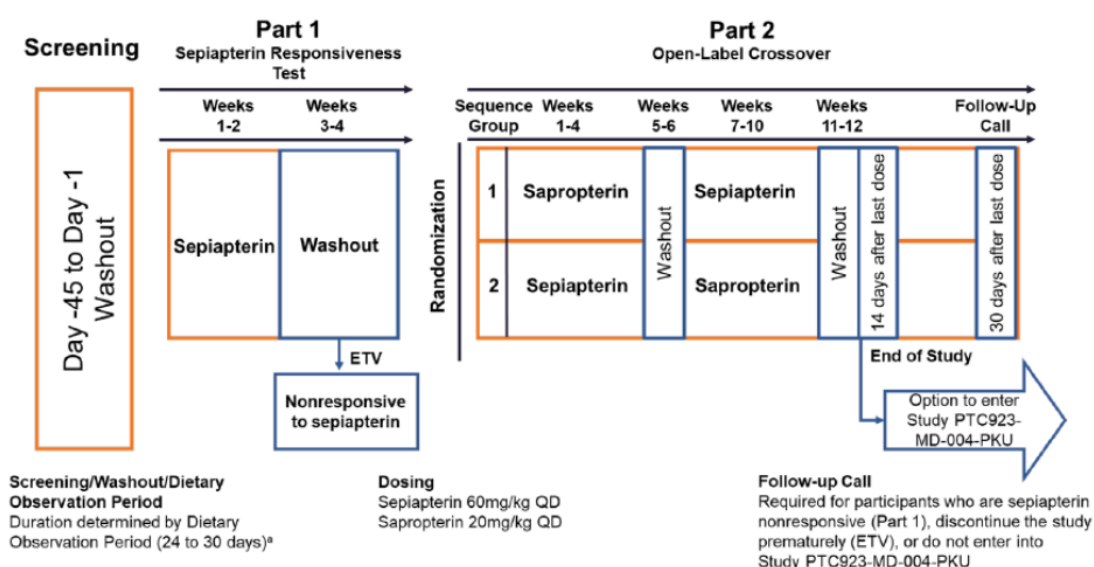 Screening
Day -45 to Day -1
Washout
Part 1
Sepiapterin Responsiveness
Test
Weeks
1-2
Weeks
3-4
Sepiapterin
Washout
ETV
Nonresponsive
to sepiapterin
Part 2
Open-Label Crossover
Randomization
Sequence
Group
Weeks
1-4
Weeks
5-6
Weeks
7-10
Weeks
11-12
Follow-Up
Call
1
Sapropterin
Washout
Sepiapterin
Washout
14 days after last dose
30 days after last dose
2
Sepiapterin
Sapropterin
End of Study
Option to enter
Study PTC923-
MD-004-PKU
Screening/Washout/Dietary
Observation Period
Duration determined by Dietary
Observation Period (24 to 30 days)ª
Dosing
Sepiapterin 60mg/kg QD
Sapropterin 20mg/kg QD
Follow-up Call
Required for participants who are sepiapterin
nonresponsive (Part 1), discontinue the study
prematurely (ETV), or do not enter into
Study PTC923-MD-004-PKU